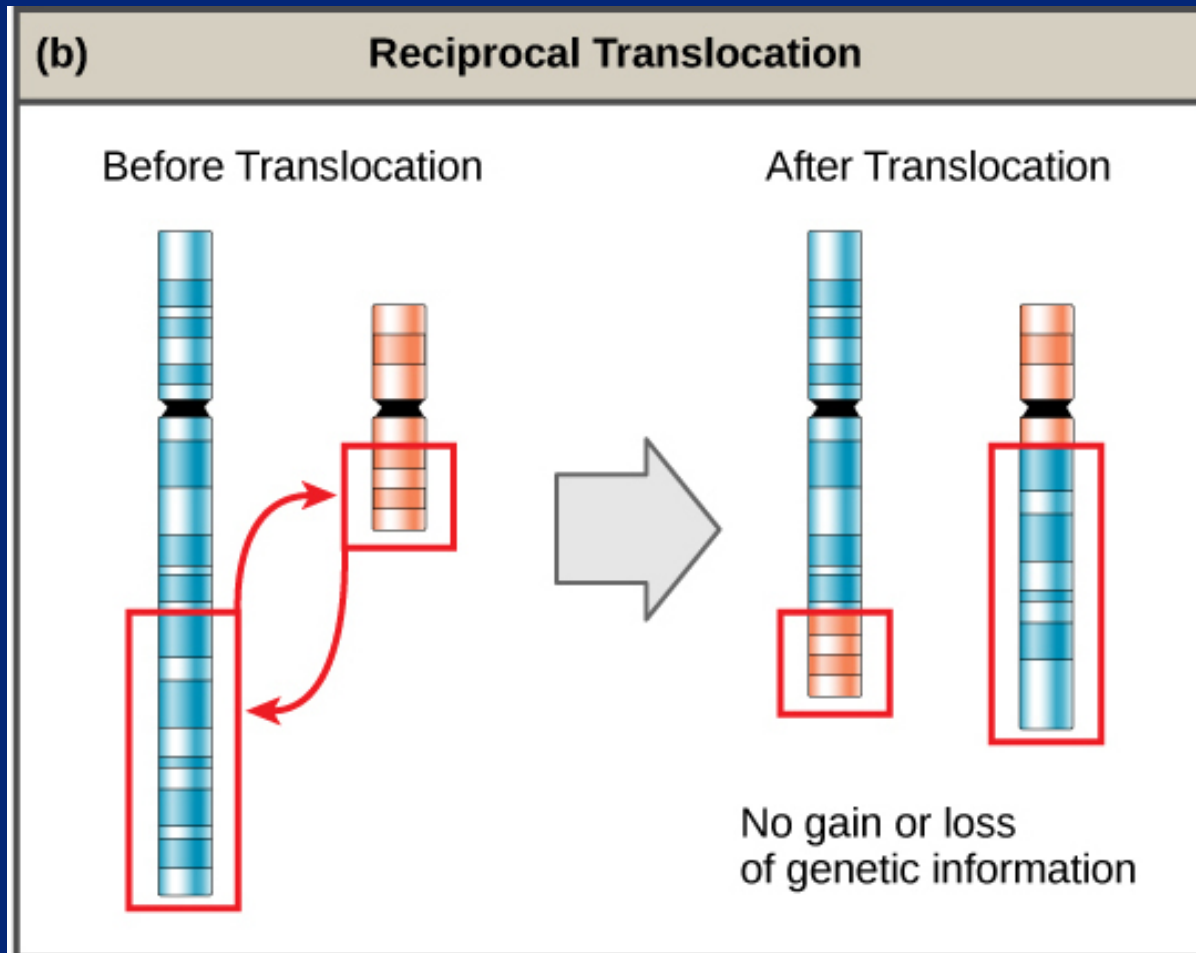 (b) Reciprocal Translocation
Before Translocation
After Translocation
No gain or loss
of genetic information